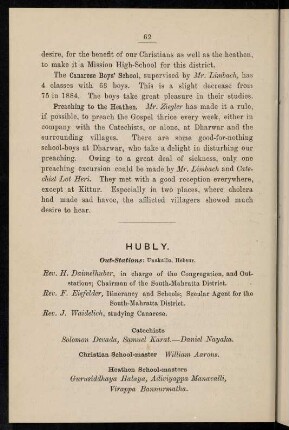 62
desire, for the benefit of our Christians as well as the heathen,
to make it a Mission High-School for this district.
The Canarese Boys' School, supervised by Mr. Limbach, has
4 classes with 53 boys. This is a slight decrease from
75 in 1884. The boys take great pleasure in their studies.
Preaching to the Heathen. Mr. Ziegler has made it a rule,
if possible, to preach the Gospel thrice every week, either in
company with the Catechists, or alone, at Dharwar and the
surrounding villages. There are some good-for-nothing
school-boys at Dharwar, who take a delight in disturbing our
preaching. Owing to a great deal of sickness, only one
preaching excursion could be made by Mr. Limbach and Cate-
chist Lot Heri. They met with a good reception everywhere,
except at Kittur. Especially in two places, where cholera
had made sad havoc, the afflicted villagers showed much
desire to hear.
HUBLY.
Out-Stations: Unakallu, Hebsur.
Rev. H. Daimelhuber, in charge of the Congregation, and Out-
stations; Chairman of the South-Mahratta District.
Rev. F. Eisfelder, Itinerancy and Schools; Secular Agent for the
South-Mahratta District.
Rev. J. Waidelich, studying Canarese.
Catechists
Solomon Devada, Samuel Karat.—Daniel Nayaka.
Christian School-master William Aarons.
Heathen School-masters
Gurusiddhaya Halepa, Adiwiyappa Manavalli,
Virappa Bannurmatha.